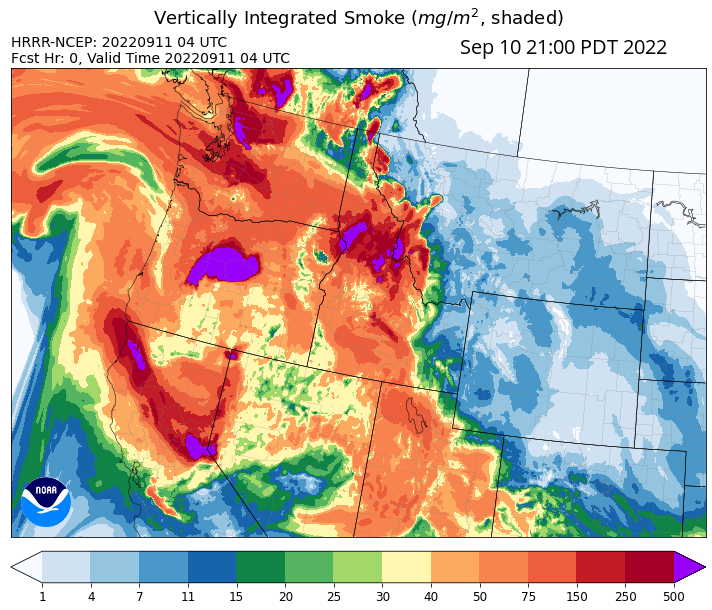 Vertically Integrated Smoke (mg/m², shaded)
HRRR-NCEP: 20220911 04 UTC
Fcst Hr: 0, Valid Time 20220911 04 UTC
Sep 10 21:00 PDT 2022
NOAA
1 4 7 11 15 20 25 30 40 50 75 150 250 500